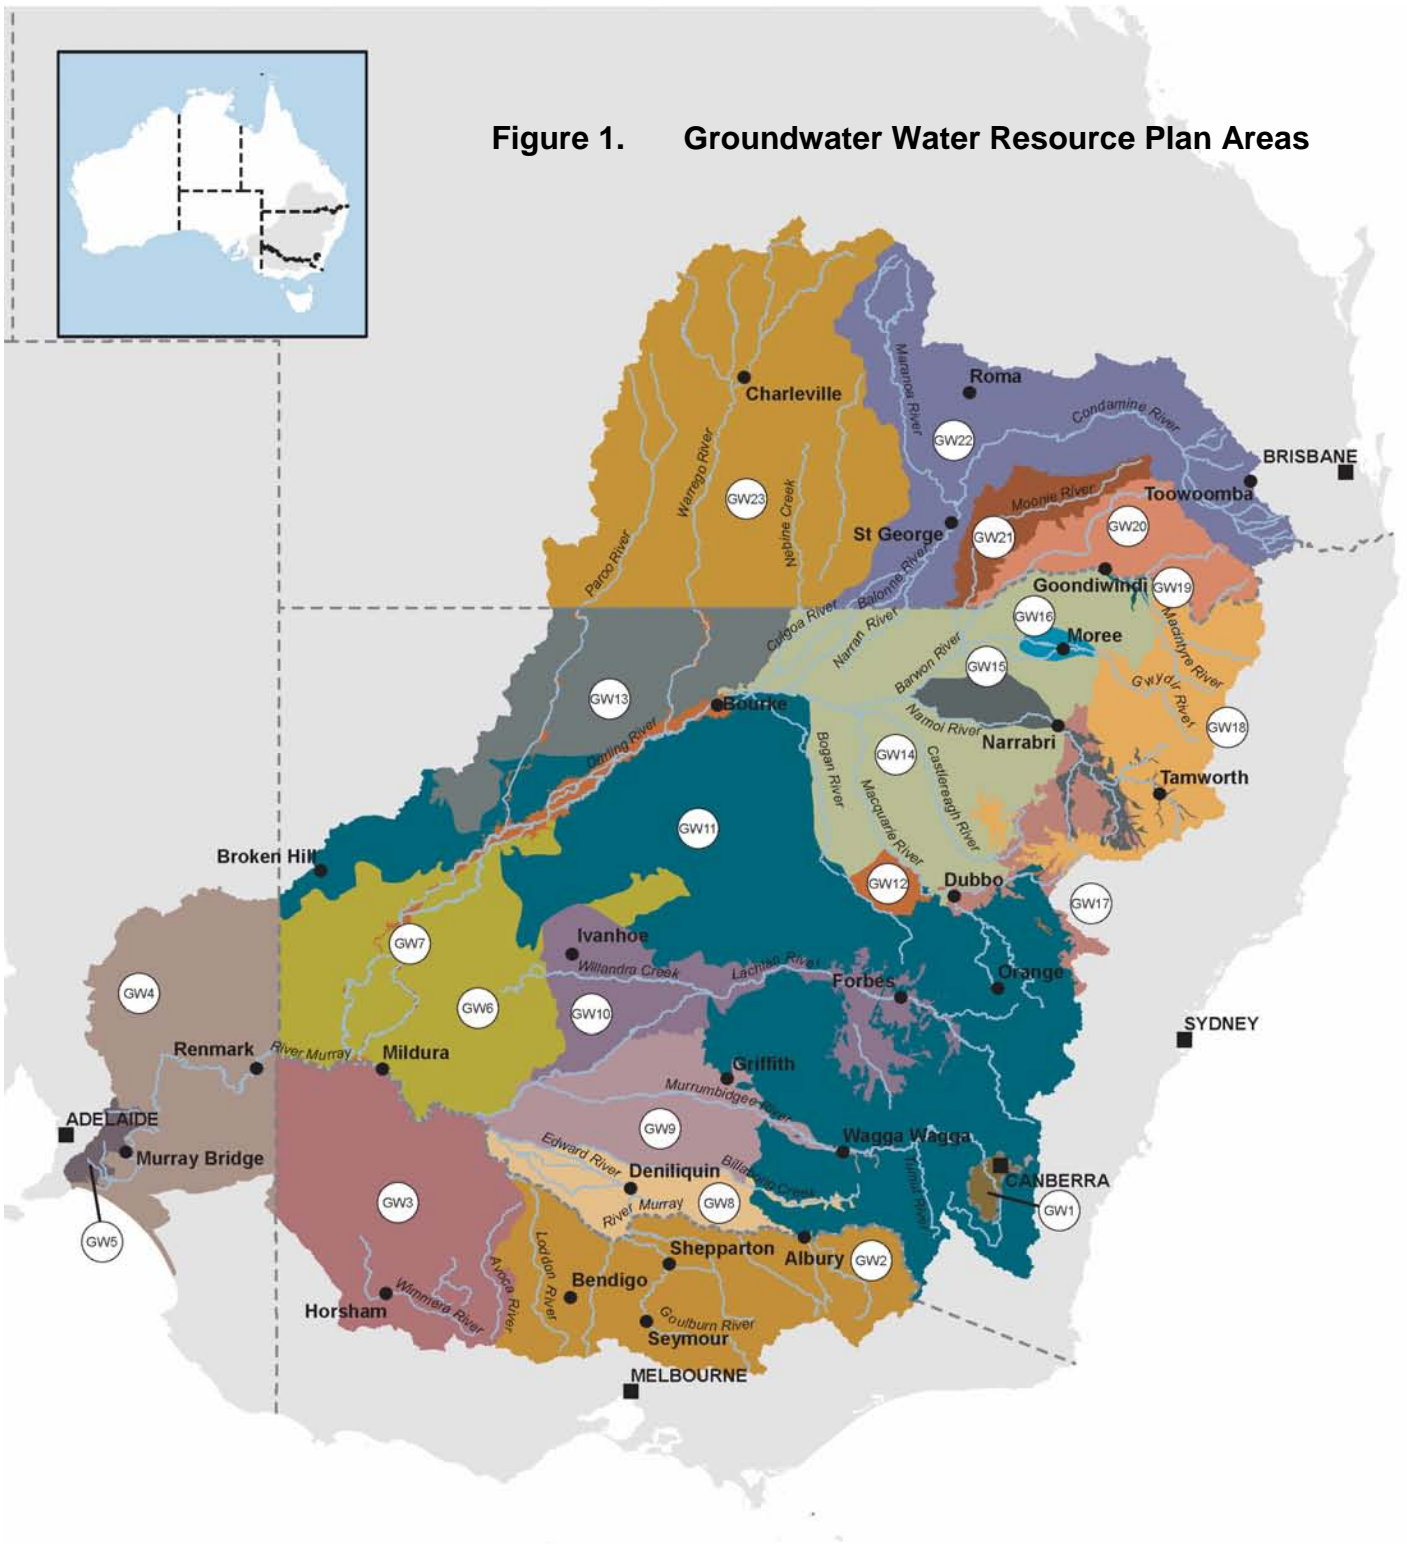 Figure 1. Groundwater Water Resource Plan Areas
Charleville
Roma
Maranoa River
Condamine River
GW22
BRISBANE
Warrego River
GW23
Nebine Creek
Moonie River
Toowoomba
St George
GW21
GW20
Paroo River
Balonne River
Goondiwindi
GW19
Culgoa River
Narran River
GW16
Moree
Macintyre River
Barwon River
GW15
Gwydir River
GW13
Bourke
Namoi River
Narrabri
GW18
Darling River
Bogan River
GW14
Castlereagh River
Tamworth
Macquarie River
GW11
Broken Hill
GW12
Dubbo
GW17
GW7
Ivanhoe
Willandra Creek
Lachlan River
Forbes
Orange
GW4
GW6
GW10
SYDNEY
Renmark
River Murray
Mildura
Griffith
Murrumbidgee River
ADELAIDE
GW9
Wagga Wagga
Murray Bridge
Edward River
Deniliquin
Billabong Creek
Tumut River
CANBERRA
GW3
River Murray
GW8
GW1
GW5
Loddon River
Shepparton
Albury
GW2
Avoca River
Bendigo
Horsham
Wimmera River
Goulburn River
Seymour
MELBOURNE